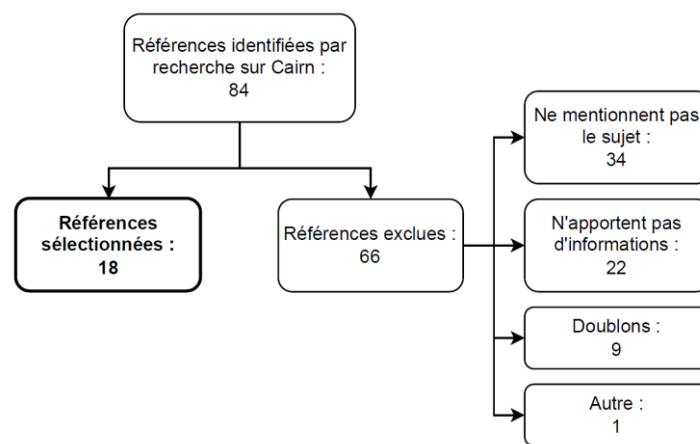 Références identifiées par
recherche sur Cairn :
84
Références
sélectionnées :
18
Références exclues :
66
Ne mentionnent pas
le sujet :
34
N'apportent pas
d'informations :
22
Doublons :
9
Autre :
1